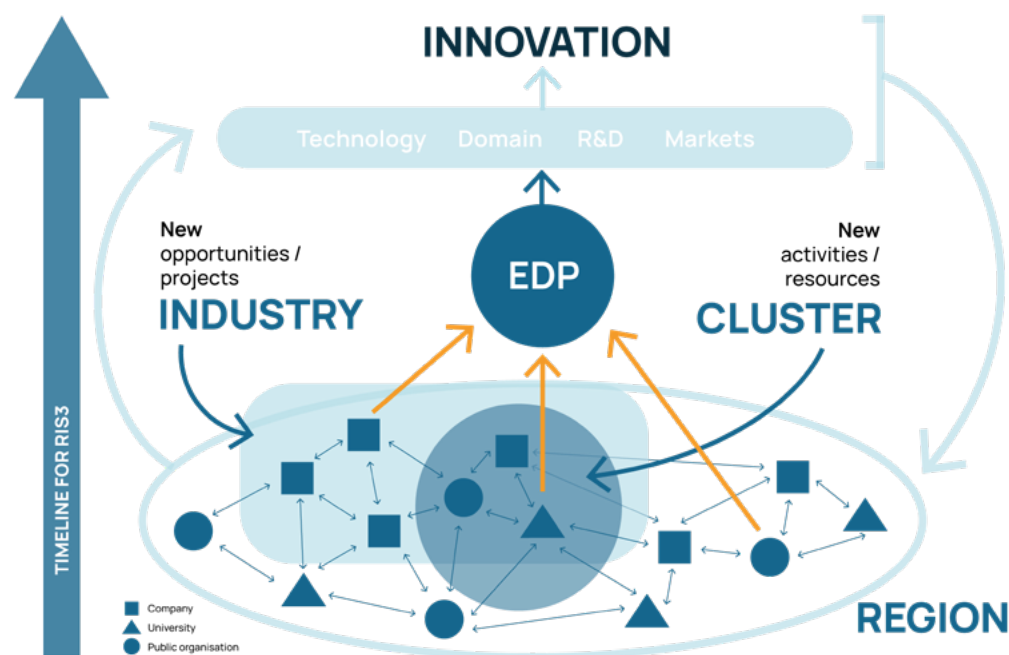 INNOVATION
Technology Domain R&D Markets
New
opportunities /
projects
INDUSTRY
EDP
New
activities /
resources
CLUSTER
TIMELINE FOR RIS3
REGION
Company
University
Public organisation